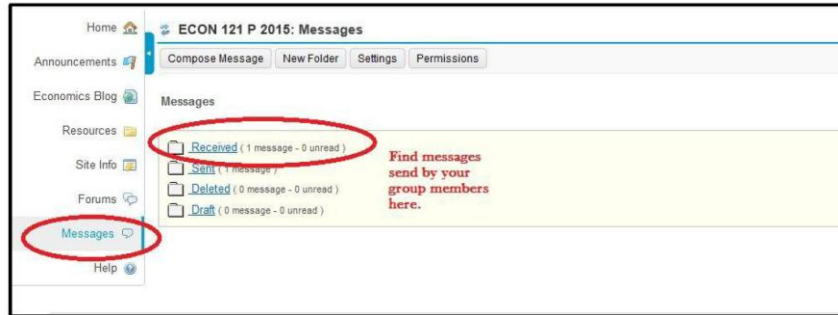 Home
Announcements
Economics Blog
Resources
Site Info
Forums
Messages
Help
ECON 121 P 2015: Messages
Compose Message New Folder Settings Permissions
Messages
Received ( 1 message - 0 unread )
Sent ( 1 message )
Deleted ( 0 message - 0 unread )
Draft ( 0 message - 0 unread )
Find messages
send by your
group members
here.